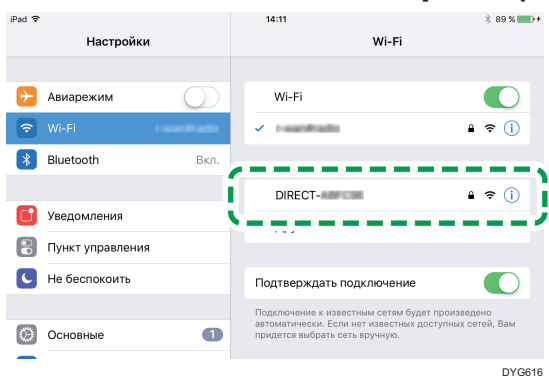 iPad 14:11 89 %
Настройки
Wi-Fi
Авиарежим
Wi-Fi
Bluetooth Вкл.
Уведомления
Пункт управления
Не беспокоить
Основные 1
Wi-Fi
DIRECT-
Подтверждать подключение
Подключение к известным сетям будет произведено
автоматически. Если нет известных доступных сетей, Вам
придется выбрать сеть вручную.
DYG616